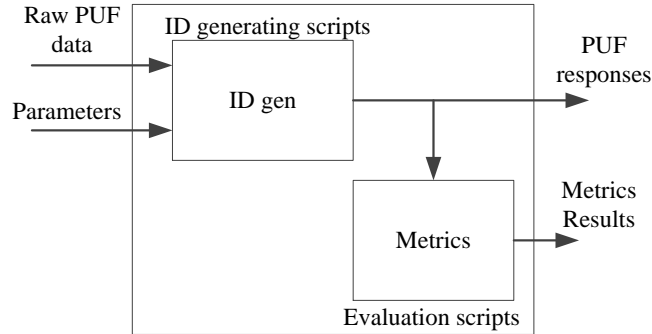 Raw PUF
data
Parameters
ID generating scripts
ID gen
PUF
responses
Metrics
Evaluation scripts
Metrics
Results